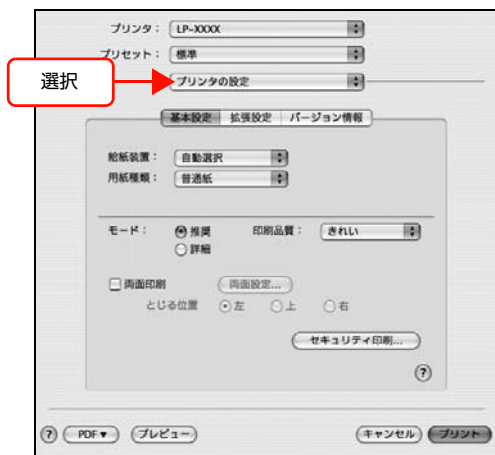 プリンタ： LP-XXXX
プリセット： 標準
選択
プリンタの設定
基本設定 拡張設定 バージョン情報
給紙装置： 自動選択
用紙種類： 普通紙
モード： 推奨 印刷品質： きれい
詳細
両面印刷 両面設定...
とじる位置 左 上 右
セキュリティ印刷...
?
? PDF▼ プレビュー キャンセル プリント